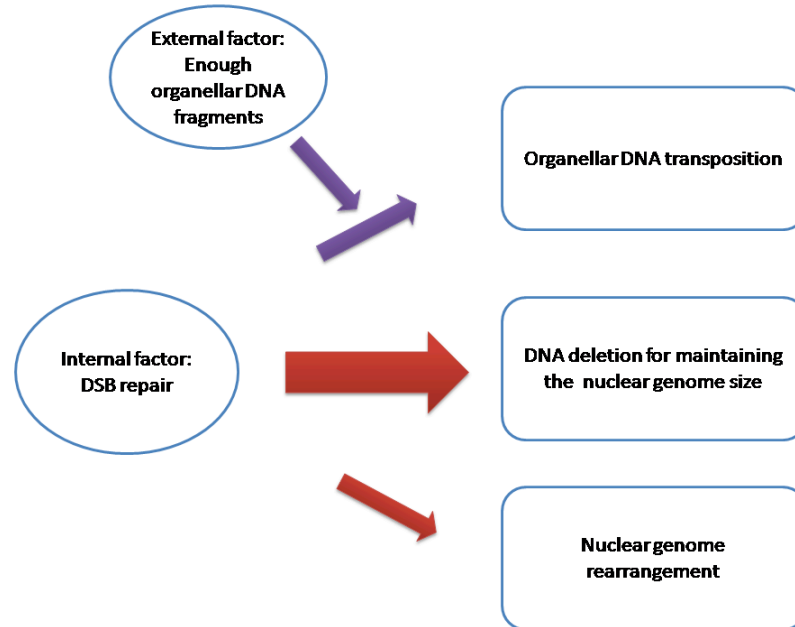 External factor:
Enough
organellar DNA
fragments
Organellar DNA transposition
Internal factor:
DSB repair
DNA deletion for maintaining
the nuclear genome size
Nuclear genome
rearrangement